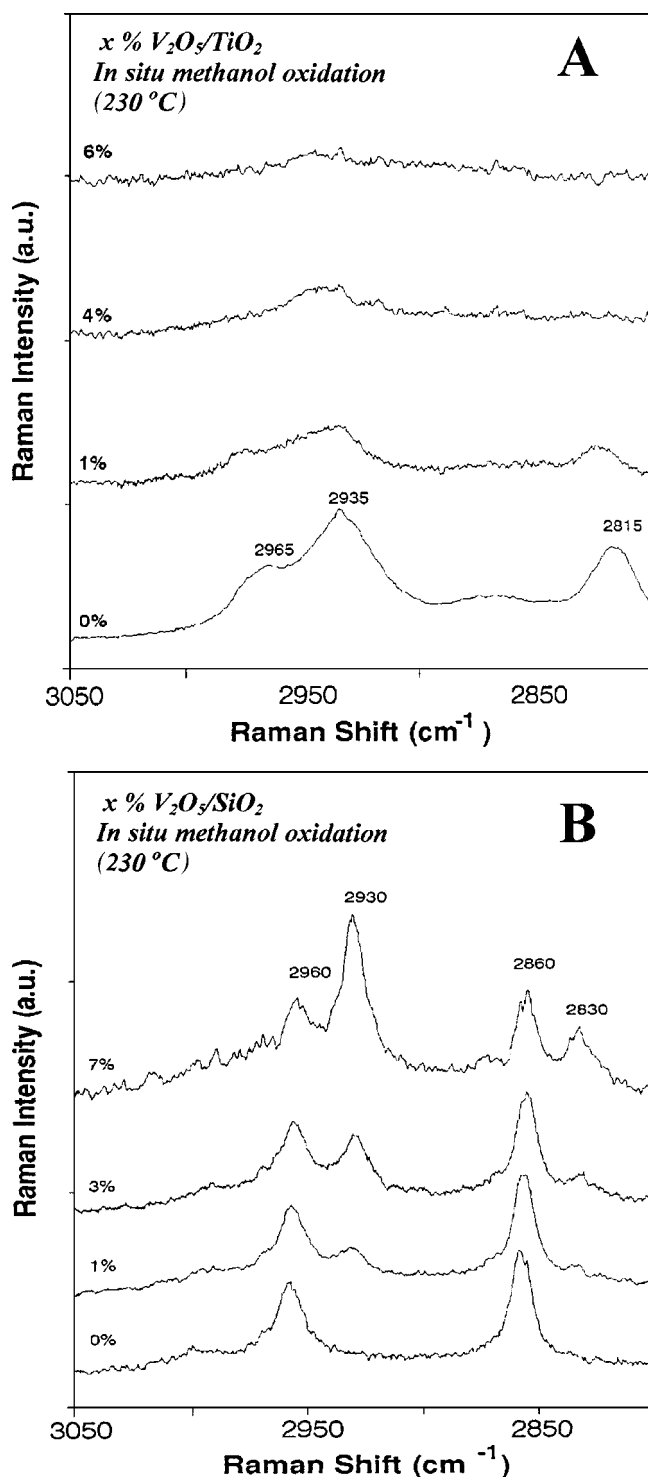 x % V₂O₅/TiO₂ A
In situ methanol oxidation
(230 °C)
6%
4%
1%
2935
2965
2815
0%
Raman Intensity (a.u.)
3050 2950 2850
Raman Shift (cm⁻¹ )
x % V₂O₅/SiO₂ B
In situ methanol oxidation
(230 °C)
2930
2960
2860
2830
7%
3%
1%
0%
Raman Intensity (a.u.)
3050 2950 2850
Raman Shift (cm ⁻¹)